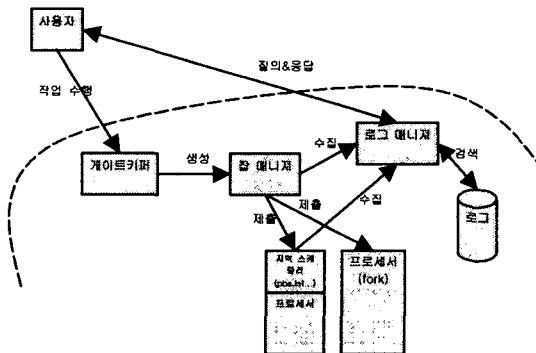 사용자
질의&응답
작업 수행
게이트키퍼
생성
잡 매니저
수집
로그 매니저
검색
로그
제출
제출
수집
지역 스케
쥴러
(pbs,lsf...)
프로세서
프로세서
(fork)